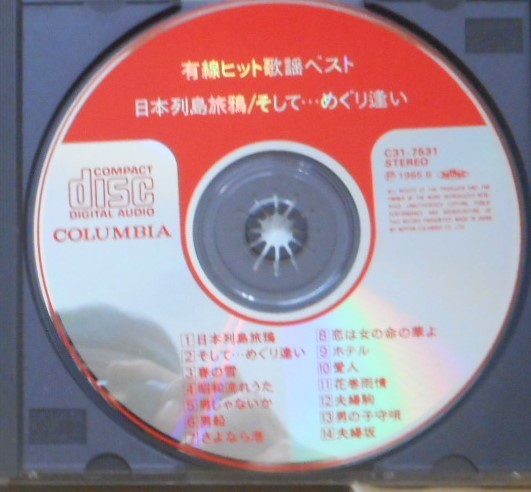 有線ヒット歌謡ベスト
日本列島旅鴉/そして…めぐり逢い
COMPACT
disc
DIGITAL AUDIO
COLUMBIA
C31-7531
STEREO
1 日本列島旅鴉
2 そして…めぐり逢い
3 春の雪
4 昭和流れうた
5 男じゃないか
6 男船
7 さよなら港
8 恋は女の命の華よ
9 ホテル
10 愛人
11 花巻雨情
12 夫婦駒
13 男の子守唄
14 夫婦坂